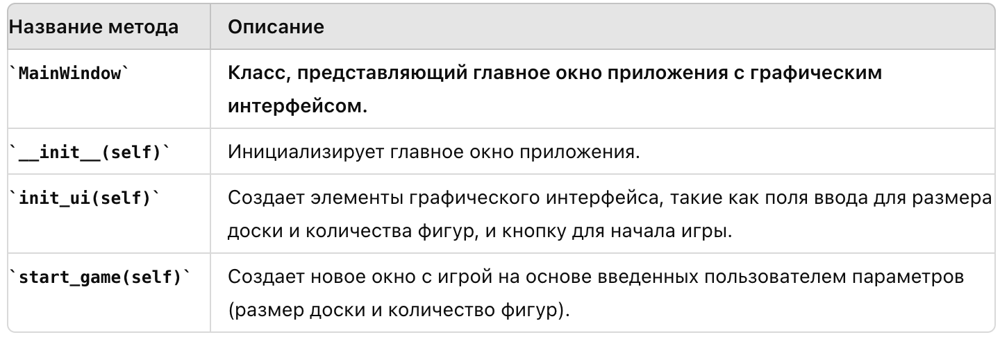 Название метода Описание
`MainWindow` Класс, представляющий главное окно приложения с графическим
интерфейсом.
`__init__(self)` Инициализирует главное окно приложения.
`init_ui(self)` Создает элементы графического интерфейса, такие как поля ввода для размера
доски и количества фигур, и кнопку для начала игры.
`start_game(self)` Создает новое окно с игрой на основе введенных пользователем параметров
(размер доски и количество фигур).